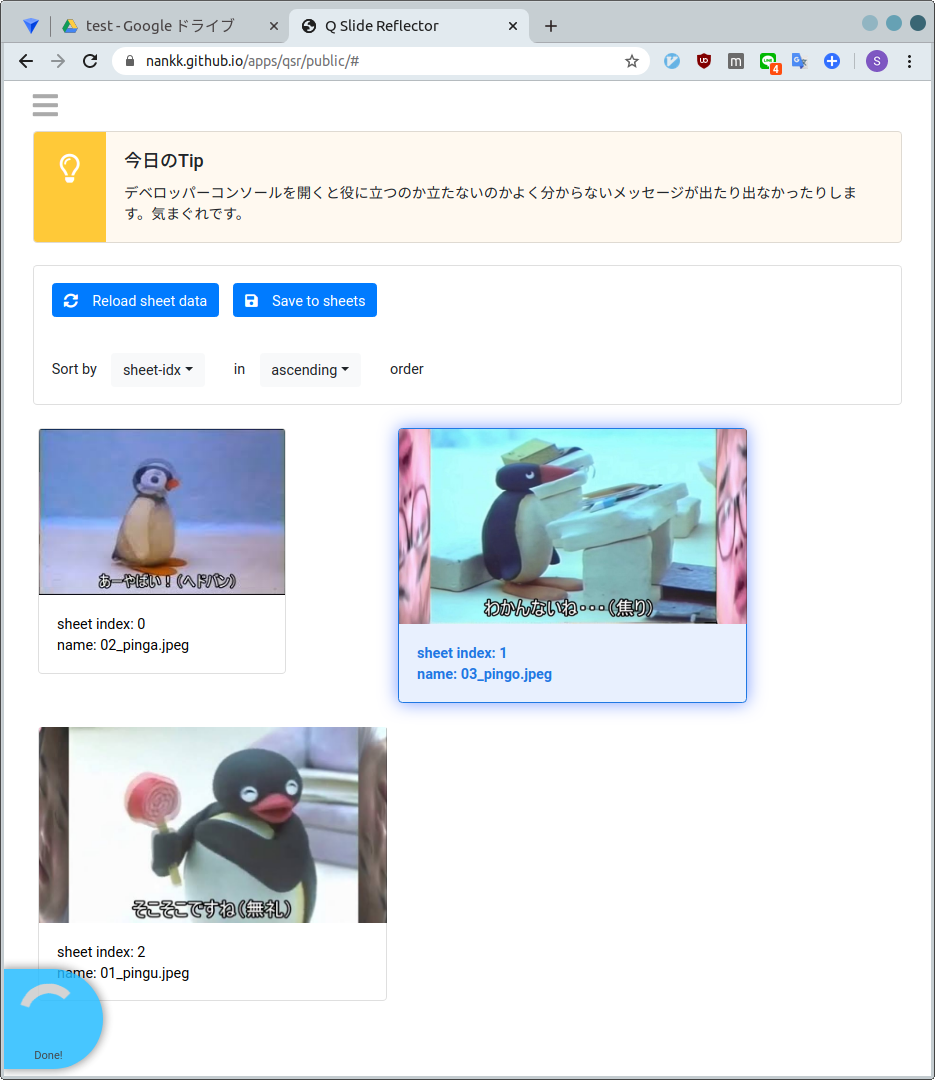 test - Google ドライブ
Q Slide Reflector
nankk.github.io/apps/qsr/public/#
m
4
S
今日のTip
デベロッパーコンソールを開くと役に立つのか立たないのかよく分からないメッセージが出たり出なかったりしま
す。気まぐれです。
Reload sheet data
Save to sheets
Sort by sheet-idx in ascending order
あーやばい！(ヘドバン)
sheet index: 0
name: 02_pinga.jpeg
わかんないね・・・(焦り)
sheet index: 1
name: 03_pingo.jpeg
そこそこですね(無礼)
sheet index: 2
name: 01_pingu.jpeg
Done!